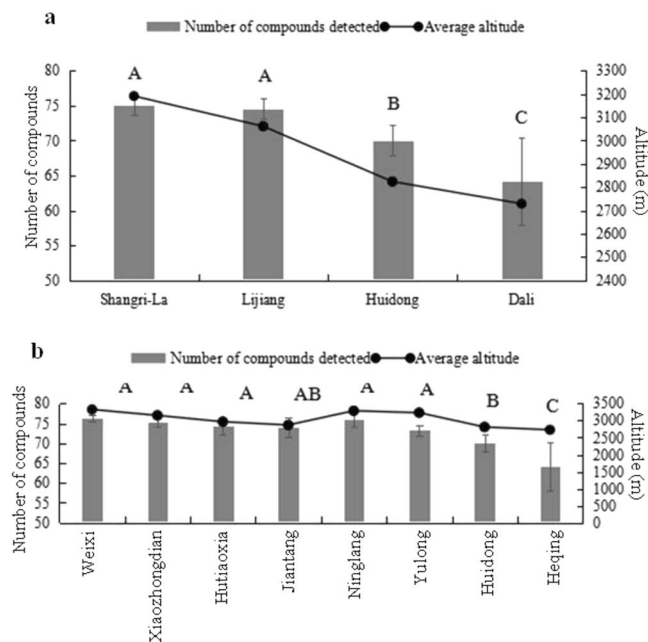 a
Number of compounds detected Average altitude
80 3300
A A 3200
75 3100
B 3000
70 C 2900
65 2800
2700
60 2600
55 2500
50 2400
Number of compounds
Altitude (m)
Shangri-La Lijiang Huidong Dali
b
Number of compounds detected Average altitude
A A A AB A A B C
80 3500
75 3000
70 2500
2000
65 1500
60 1000
55 500
50 0
Number of compounds
Altitude (m)
Weixi
Xiaozhongdian
Hutiaoxia
Jiantang
Ninglang
Yulong
Huidong
Heqing